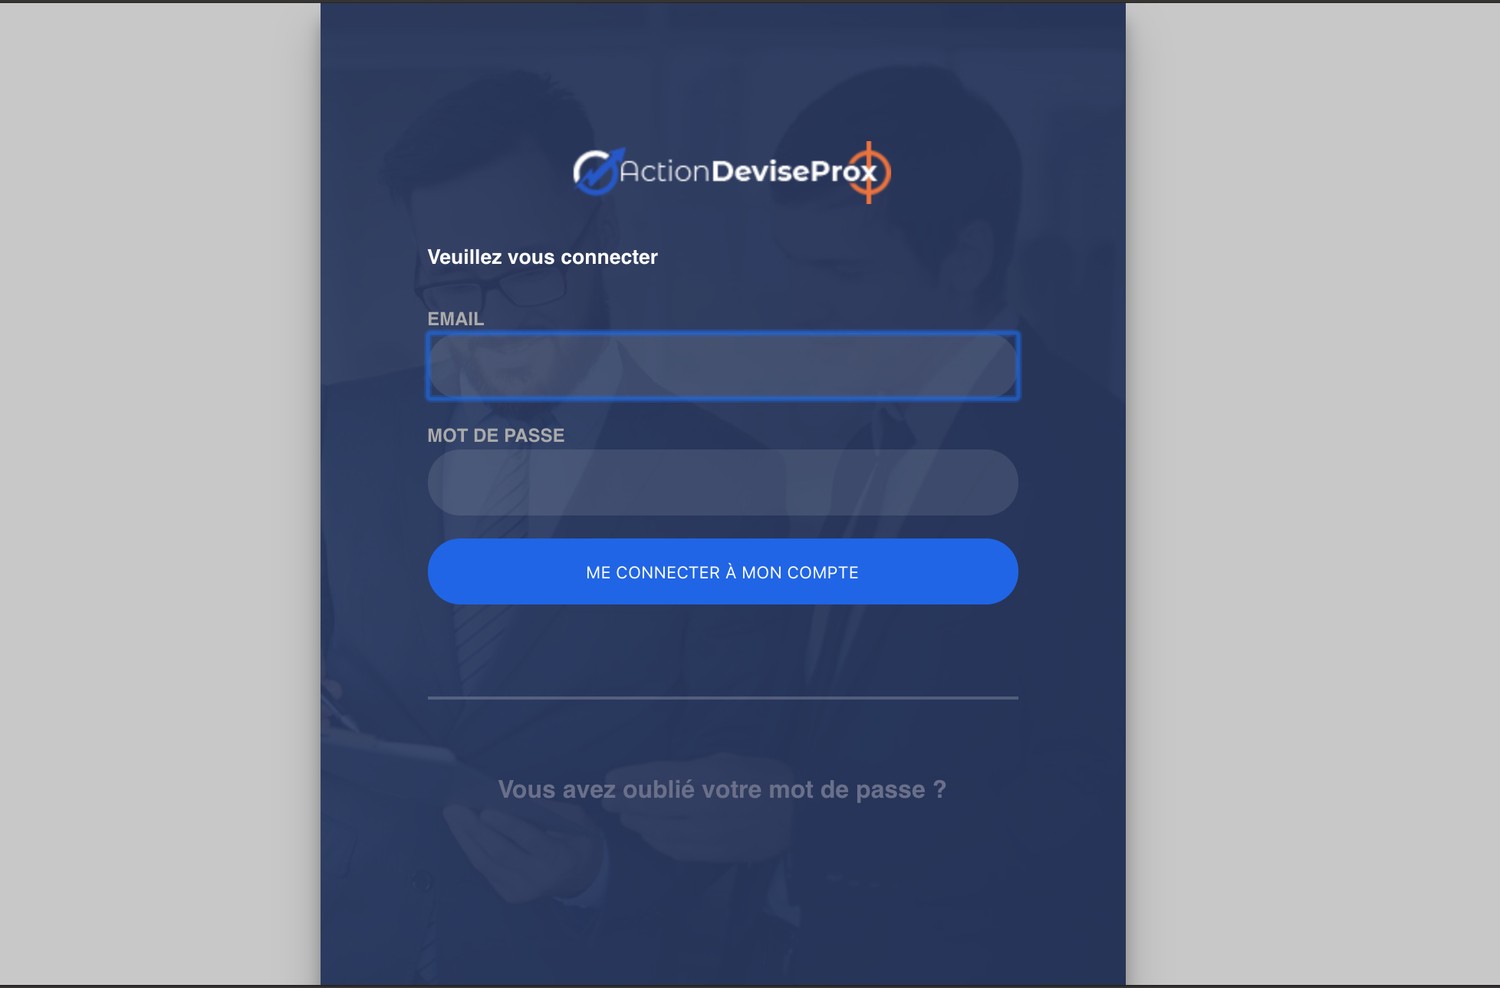 ActionDeviseProx
Veuillez vous connecter
EMAIL
MOT DE PASSE
ME CONNECTER À MON COMPTE
Vous avez oublié votre mot de passe ?